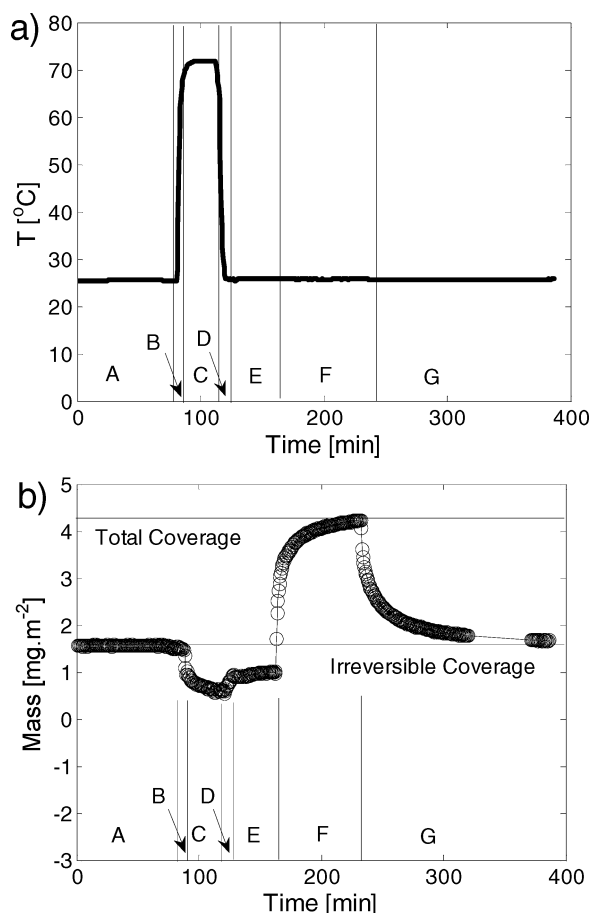 a)
80
70
60
50
40
30
20
10
0
T [°C]
A
B
C
D
E
F
G
0
100
200
300
400
Time [min]
b)
5
4
3
2
1
0
-1
-2
-3
Mass [mg.m-2]
Total Coverage
Irreversible Coverage
A
B
C
D
E
F
G
0
100
200
300
400
Time [min]